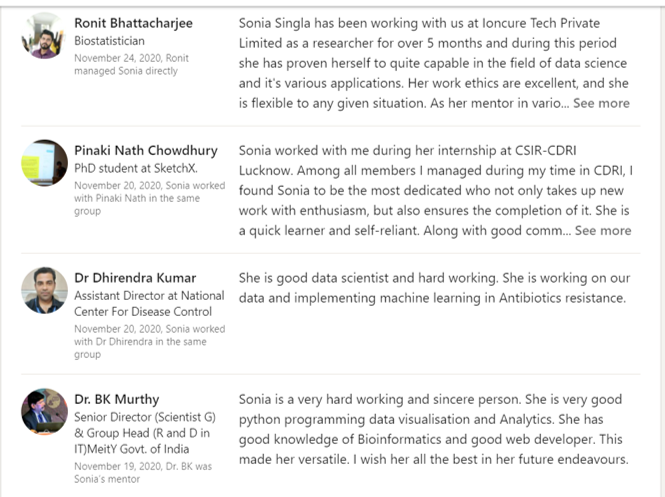 Ronit Bhattacharjee
Biostatistician
November 24, 2020, Ronit
managed Sonia directly
Sonia Singla has been working with us at Ioncure Tech Private
Limited as a researcher for over 5 months and during this period
she has proven herself to quite capable in the field of data science
and it's various applications. Her work ethics are excellent, and she
is flexible to any given situation. As her mentor in vario... See more
Pinaki Nath Chowdhury
PhD student at SketchX.
November 20, 2020, Sonia worked
with Pinaki Nath in the same
group
Sonia worked with me during her internship at CSIR-CDRI
Lucknow. Among all members I managed during my time in CDRI, I
found Sonia to be the most dedicated who not only takes up new
work with enthusiasm, but also ensures the completion of it. She is
a quick learner and self-reliant. Along with good comm... See more
Dr Dhirendra Kumar
Assistant Director at National
Center For Disease Control
November 20, 2020, Sonia worked
with Dr Dhirendra in the same
group
She is good data scientist and hard working. She is working on our
data and implementing machine learning in Antibiotics resistance.
Dr. BK Murthy
Senior Director (Scientist G)
& Group Head (R and D in
IT)MeitY Govt. of India
November 19, 2020, Dr. BK was
Sonia's mentor
Sonia is a very hard working and sincere person. She is very good
python programming data visualisation and Analytics. She has
good knowledge of Bioinformatics and good web developer. This
made her versatile. I wish her all the best in her future endeavours.